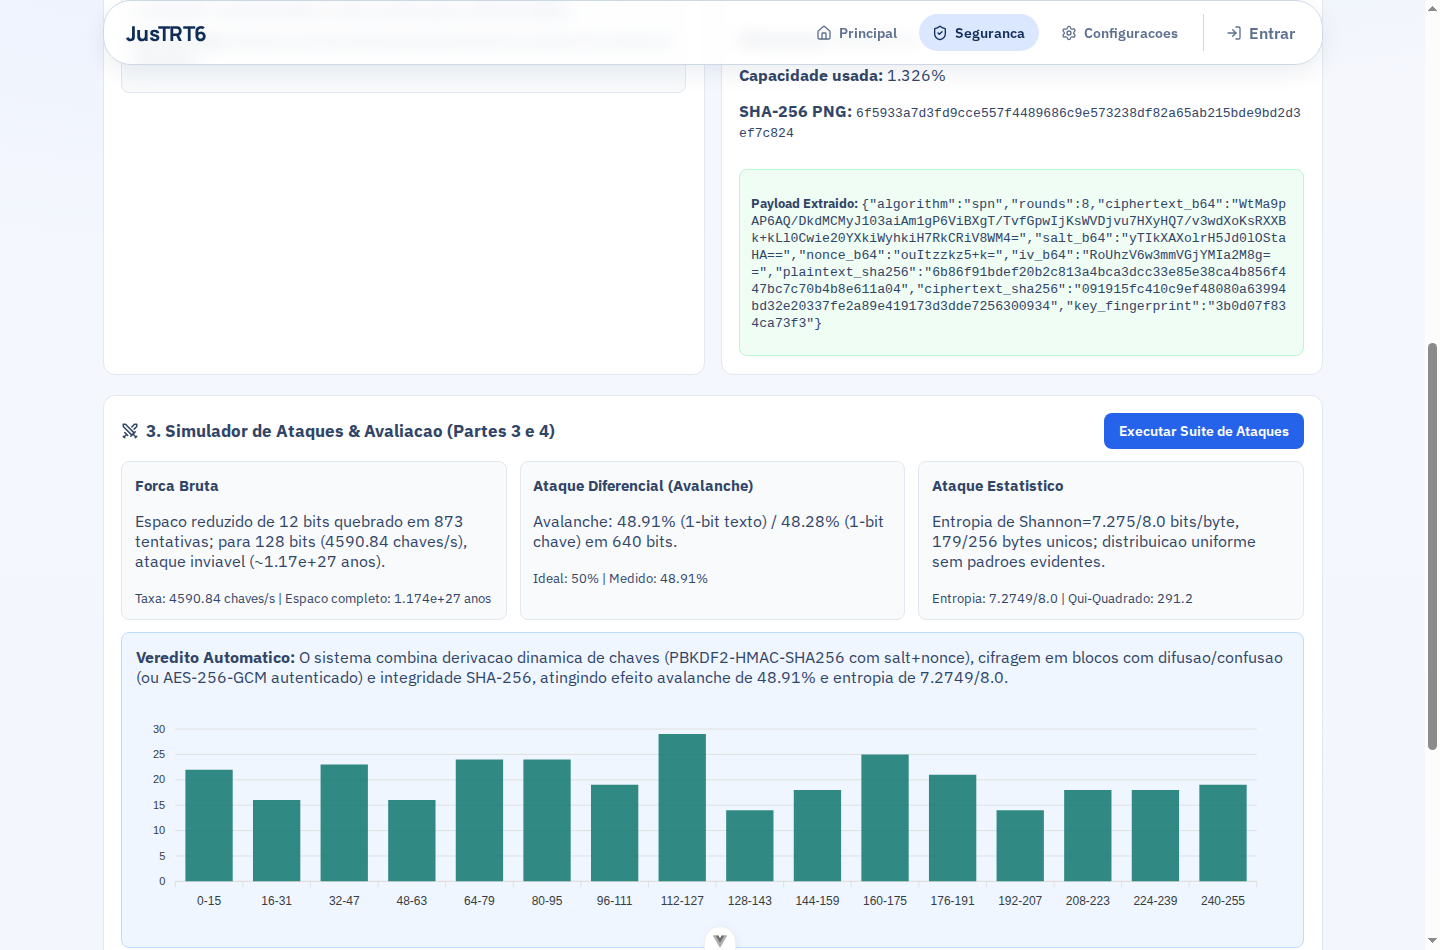 JusTRT6
Principal
Seguranca
Configuracoes
Entrar
Capacidade usada: 1.326%
SHA-256 PNG: 6f5933a7d3fd9cce557f4489686c9e573238df82a65ab215bde9bd2d3
ef7c824
Payload Extraido: {"algorithm":"spn","rounds":8,"ciphertext_b64":"WtMa9p
AP6AQ/DkdMCMyJ103aiAm1gP6ViBXgT/TvfGpwIjKsWVDjvu7HXyHQ7/v3wdXoKsRXXB
k+kLl0Cwie20YXkiWyhkiH7RkCRiV8WM4=","salt_b64":"yTIkXAXolrH5Jd0lOSta
HA==","nonce_b64":"ouItzzkz5+k=","iv_b64":"RoUhzV6w3mmVGjYMIa2M8g=
=","plaintext_sha256":"6b86f91bdef20b2c813a4bca3dcc33e85e38ca4b856f4
47bc7c70b4b8e611a04","ciphertext_sha256":"091915fc410c9ef48080a63994
bd32e20337fe2a89e419173d3dde7256300934","key_fingerprint":"3b0d07f83
4ca73f3"}
3. Simulador de Ataques & Avaliacao (Partes 3 e 4)
Executar Suite de Ataques
Forca Bruta
Espaco reduzido de 12 bits quebrado em 873
tentativas; para 128 bits (4590.84 chaves/s),
ataque inviavel (~1.17e+27 anos).
Taxa: 4590.84 chaves/s | Espaco completo: 1.174e+27 anos
Ataque Diferencial (Avalanche)
Avalanche: 48.91% (1-bit texto) / 48.28% (1-bit
chave) em 640 bits.
Ideal: 50% | Medido: 48.91%
Ataque Estatistico
Entropia de Shannon=7.275/8.0 bits/byte,
179/256 bytes unicos; distribuicao uniforme
sem padroes evidentes.
Entropia: 7.2749/8.0 | Qui-Quadrado: 291.2
Veredito Automatico: O sistema combina derivacao dinamica de chaves (PBKDF2-HMAC-SHA256 com salt+nonce), cifragem em blocos com difusao/confusao
(ou AES-256-GCM autenticado) e integridade SHA-256, atingindo efeito avalanche de 48.91% e entropia de 7.2749/8.0.
30
25
20
15
10
5
0
0-15 16-31 32-47 48-63 64-79 80-95 96-111 112-127 128-143 144-159 160-175 176-191 192-207 208-223 224-239 240-255